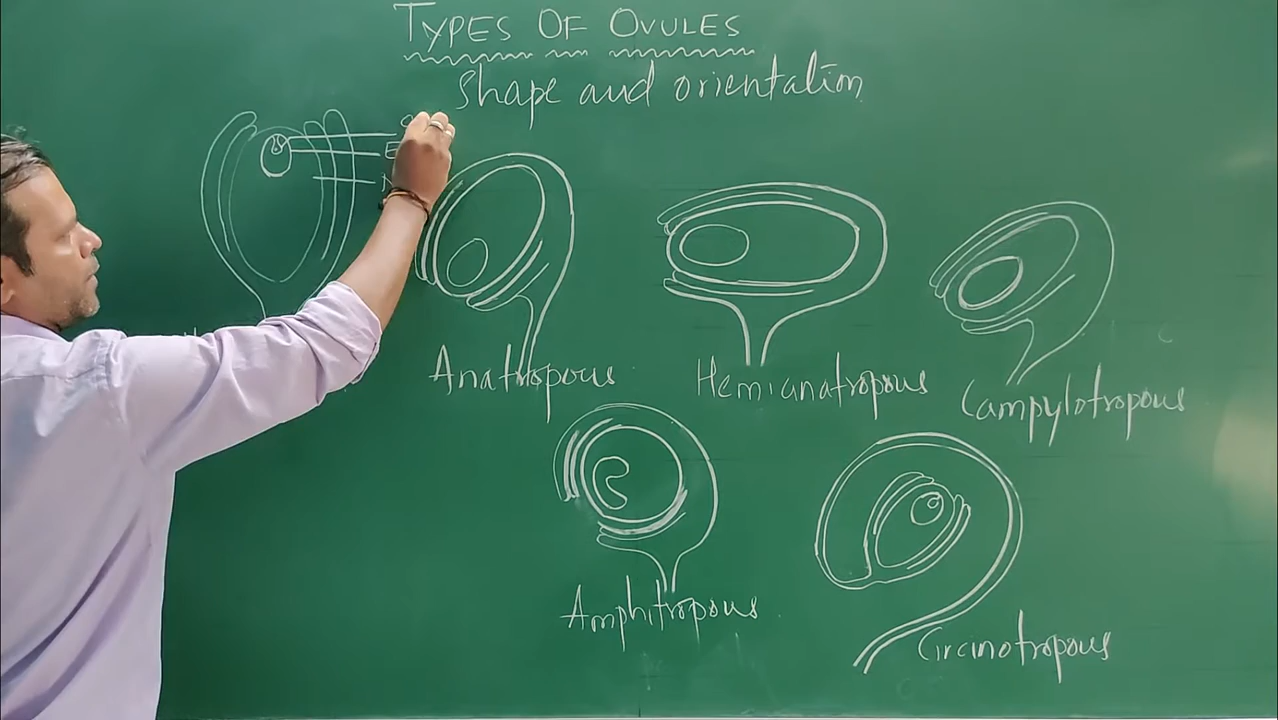 TYPES OF OVULES
Shape and orientation
Anatropous
Hemianatropous
Campylotropous
Amphitropous
Circinotropous